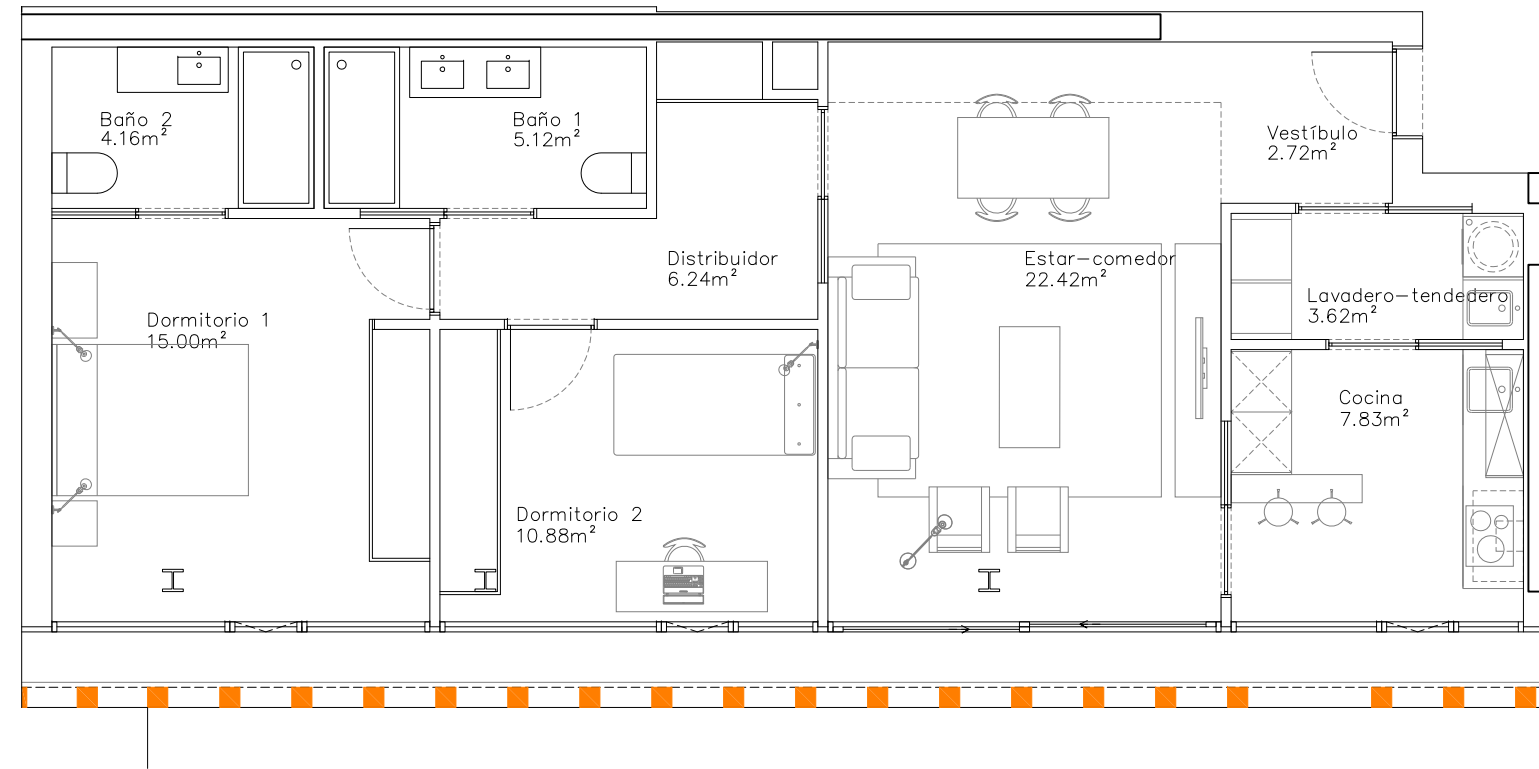 Baño 2
4.16m²
Baño 1
5.12m²
Vestíbulo
2.72m²
Distribuidor
6.24m²
Estar-comedor
22.42m²
Lavadero-tendedero
3.62m²
Dormitorio 1
15.00m²
Cocina
7.83m²
Dormitorio 2
10.88m²